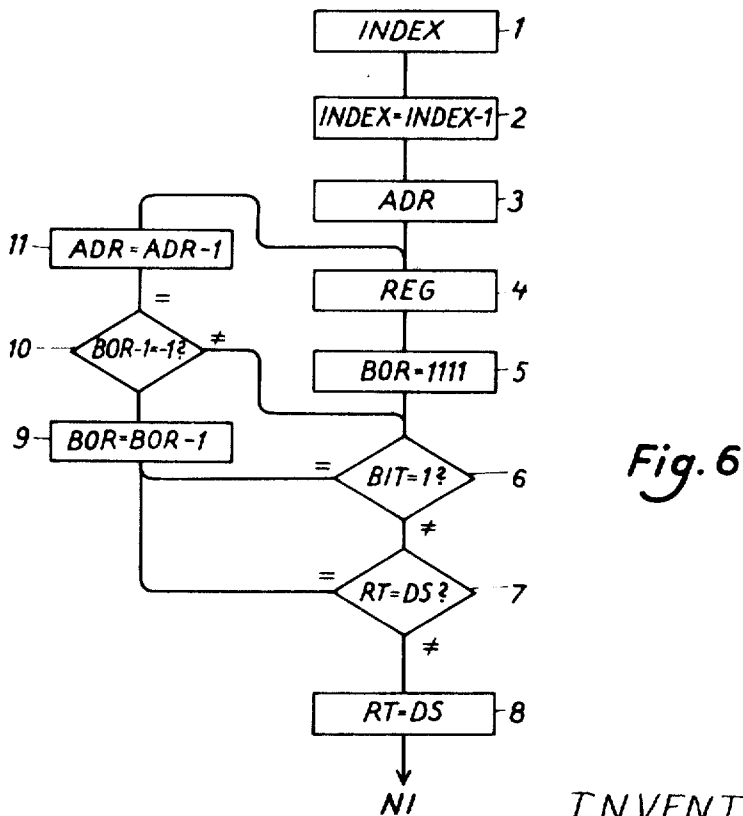 INDEX 1
INDEX=INDEX-1 2
ADR 3
11 ADR=ADR-1
REG 4
=
10 BOR-1=-1? ≠
BOR=1111 5
9 BOR=BOR-1
= BIT=1? 6
Fig. 6
≠
= RT=DS? 7
≠
RT=DS 8
NI
INVENT